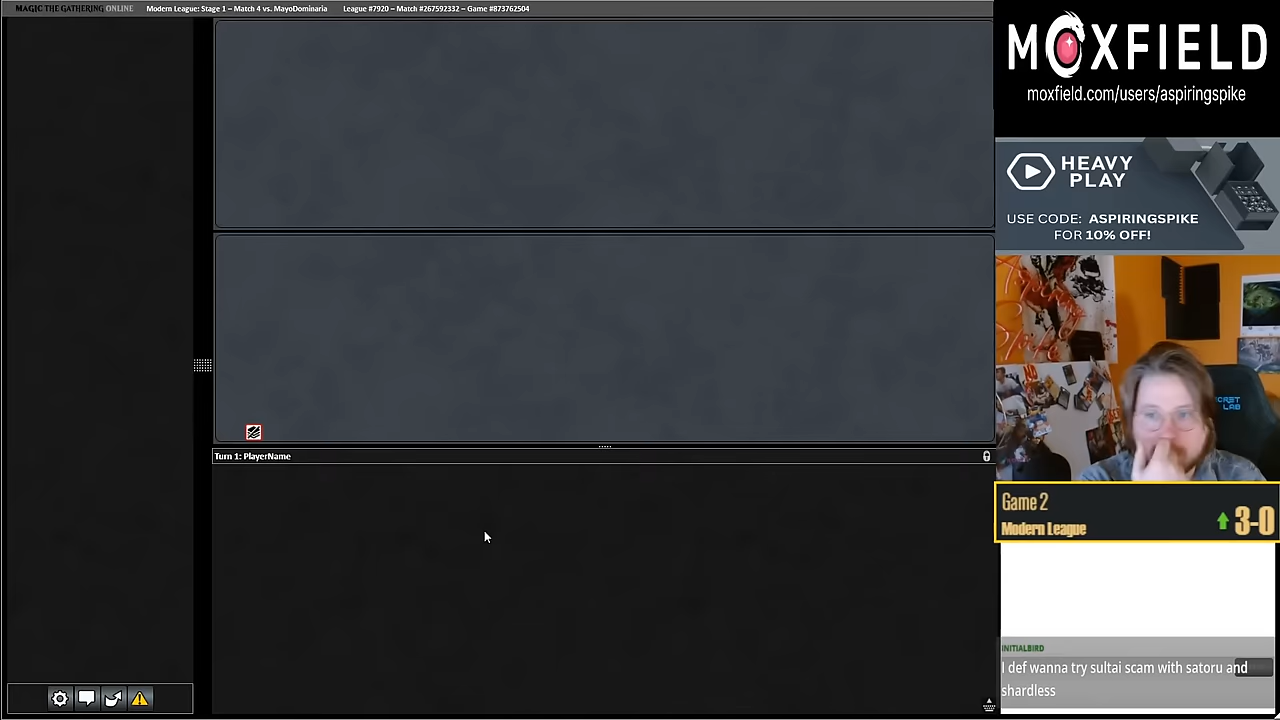 MAGIC THE GATHERING ONLINE Modern League: Stage 1 – Match 4 vs. MayoDominaria League #7920 – Match #267592332 – Game #873762504
Turn 1: PlayerName
MOXFIELD
moxfield.com/users/aspiringspike
HEAVY
PLAY
USE CODE: ASPIRINGSPIKE
FOR 10% OFF!
CRET
LAB
Game 2
Modern League
3-0
INITIALBIRD
I def wanna try sultai scam with satoru and
shardless